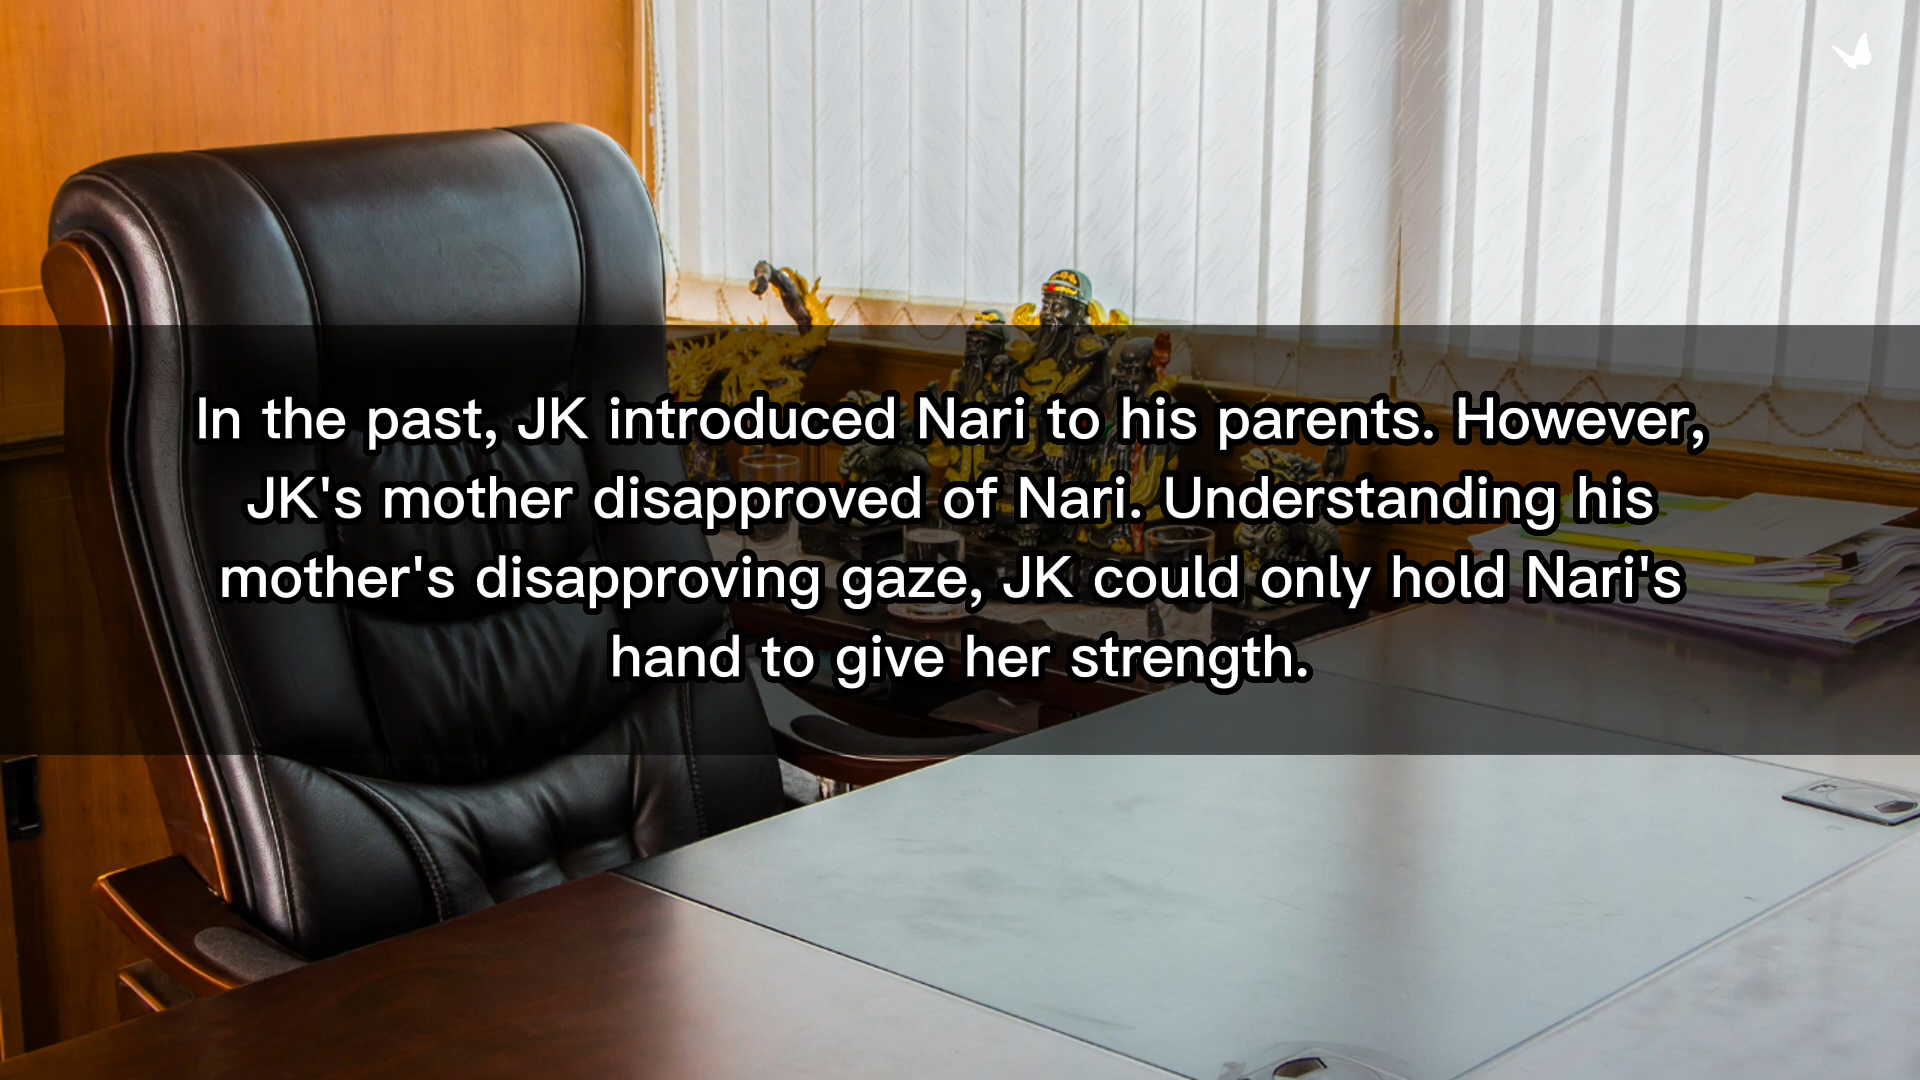 In the past, JK introduced Nari to his parents. However,
JK's mother disapproved of Nari. Understanding his
mother's disapproving gaze, JK could only hold Nari's
hand to give her strength.